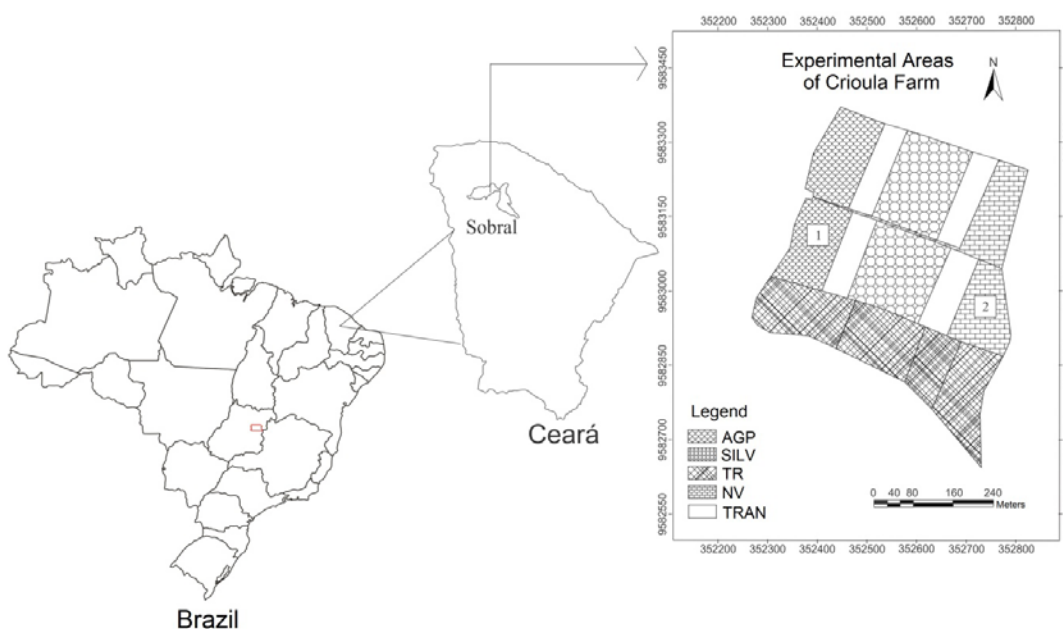 Brazil
Sobral
Ceará
352200 352300 352400 352500 352600 352700 352800
Experimental Areas
of Crioula Farm
N
9583450
9583300
9583150
9583000
9582850
9582700
9582550
1
2
Legend
AGP
SILV
TR
NV
TRAN
0 40 80 160 240
Meters
352200 352300 352400 352500 352600 352700 352800